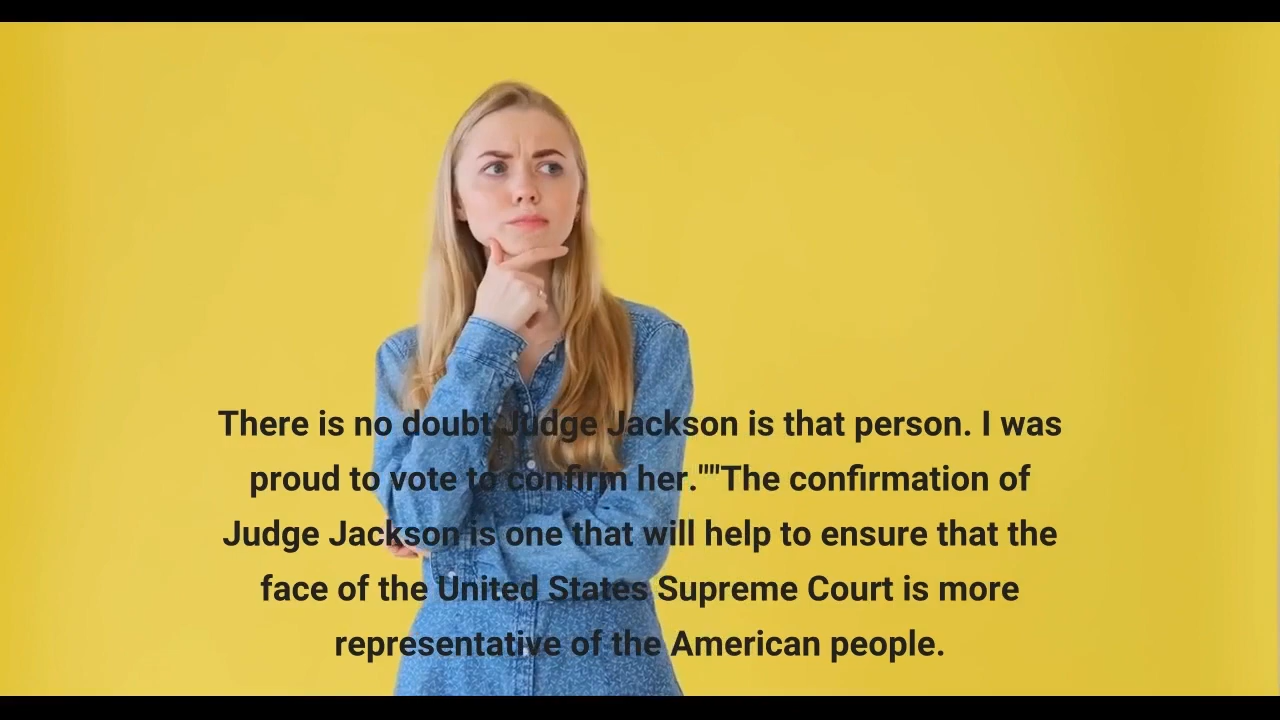 There is no doubt Judge Jackson is that person. I was
proud to vote to confirm her.""The confirmation of
Judge Jackson is one that will help to ensure that the
face of the United States Supreme Court is more
representative of the American people.